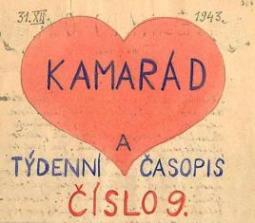 31. XII. 1943.
KAMARÁD
A
TÝDENNÍ ČASOPIS
ČÍSLO 9.